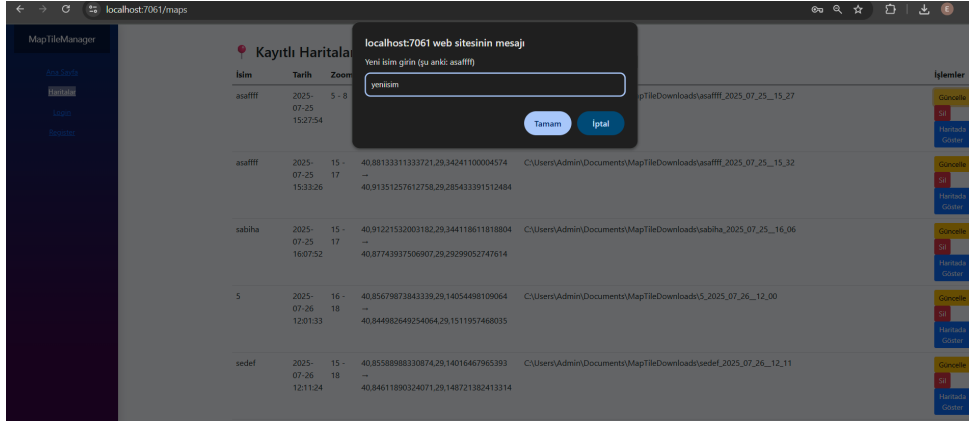 localhost:7061/maps
MapTileManager
Ana Sayfa
Haritalar
Login
Register
localhost:7061 web sitesinin mesajı
Yeni isim girin (şu anki: asaffff)
yeniisim
Tamam
İptal
Kayıtlı Haritalar
İsim Tarih Zoom İşlemler
asaffff 2025-07-25 15:27:54 5 - 8 pTileDownloads\asaffff_2025_07_25__15_27
Güncelle
Sil
Haritada Göster
asaffff 2025-07-25 15:33:26 15 - 17 40,88133311333721,29,34241100004574 → 40,91351257612758,29,285433391512484 C:\Users\Admin\Documents\MapTileDownloads\asaffff_2025_07_25__15_32
Güncelle
Sil
Haritada Göster
sabiha 2025-07-25 16:07:52 15 - 17 40,91221532003182,29,344118611818804 → 40,87743937506907,29,29299052747614 C:\Users\Admin\Documents\MapTileDownloads\sabiha_2025_07_25__16_06
Güncelle
Sil
Haritada Göster
5 2025-07-26 12:01:33 16 - 18 40,85679873843339,29,14054498109064 → 40,844982649254064,29,1511957468035 C:\Users\Admin\Documents\MapTileDownloads\5_2025_07_26__12_00
Güncelle
Sil
Haritada Göster
sedef 2025-07-26 12:11:24 15 - 18 40,85588988330874,29,14016467965393 → 40,84611890324071,29,148721382413314 C:\Users\Admin\Documents\MapTileDownloads\sedef_2025_07_26__12_11
Güncelle
Sil
Haritada Göster